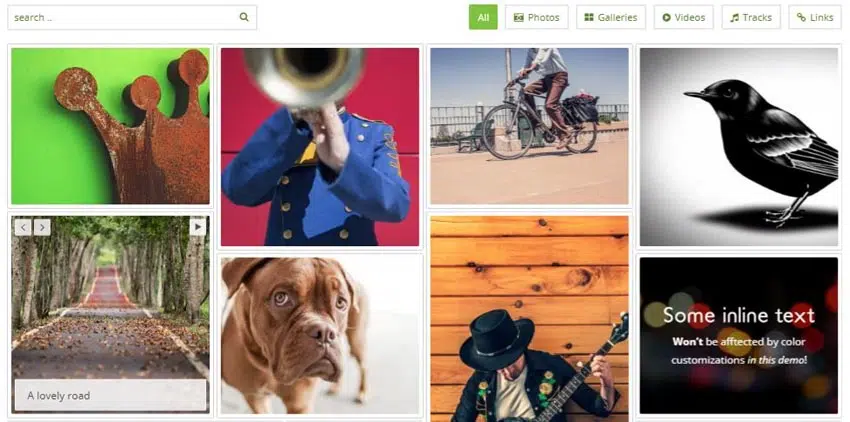 search ..
All
Photos
Galleries
Videos
Tracks
Links
A lovely road
Some inline text
Won't be afftected by color
customizations in this demo!